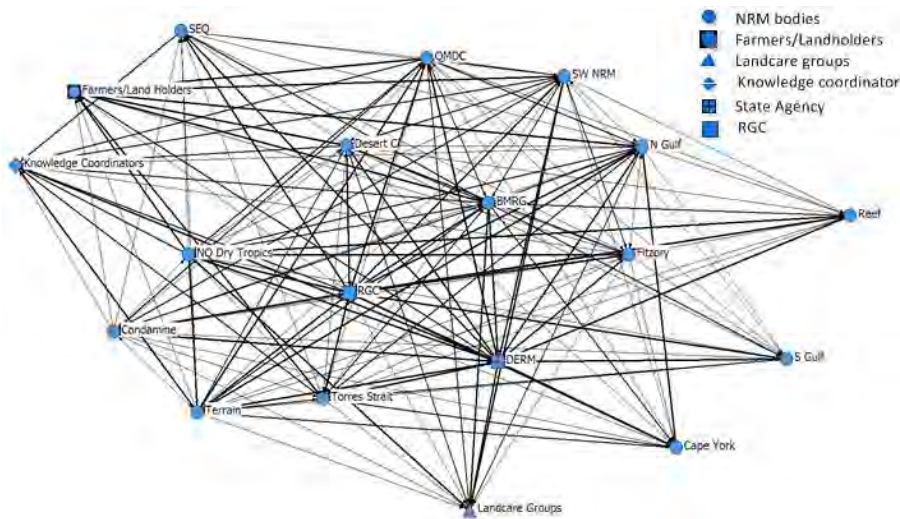 SEQ
NRM bodies
Farmers/Landholders
Landcare groups
Knowledge coordinator
State Agency
RGC
QMDC
SW NRM
Farmers/Land Holders
Desert C
N Gulf
Knowledge Coordinators
BMRG
Reef
NQ Dry Tropics
Fitzory
RGC
Condamine
DERM
S Gulf
Terrain
Torres Strait
Cape York
Landcare Groups